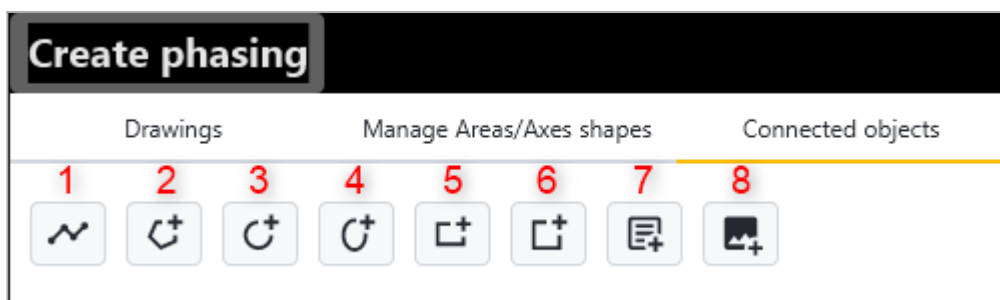 Create phasing
Drawings Manage Areas/Axes shapes Connected objects
1 2 3 4 5 6 7 8